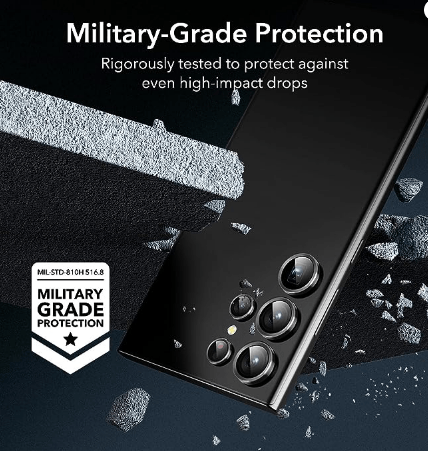 Military-Grade Protection
Rigorously tested to protect against
even high-impact drops
MIL-STD-810H 516.8
MILITARY
GRADE
PROTECTION